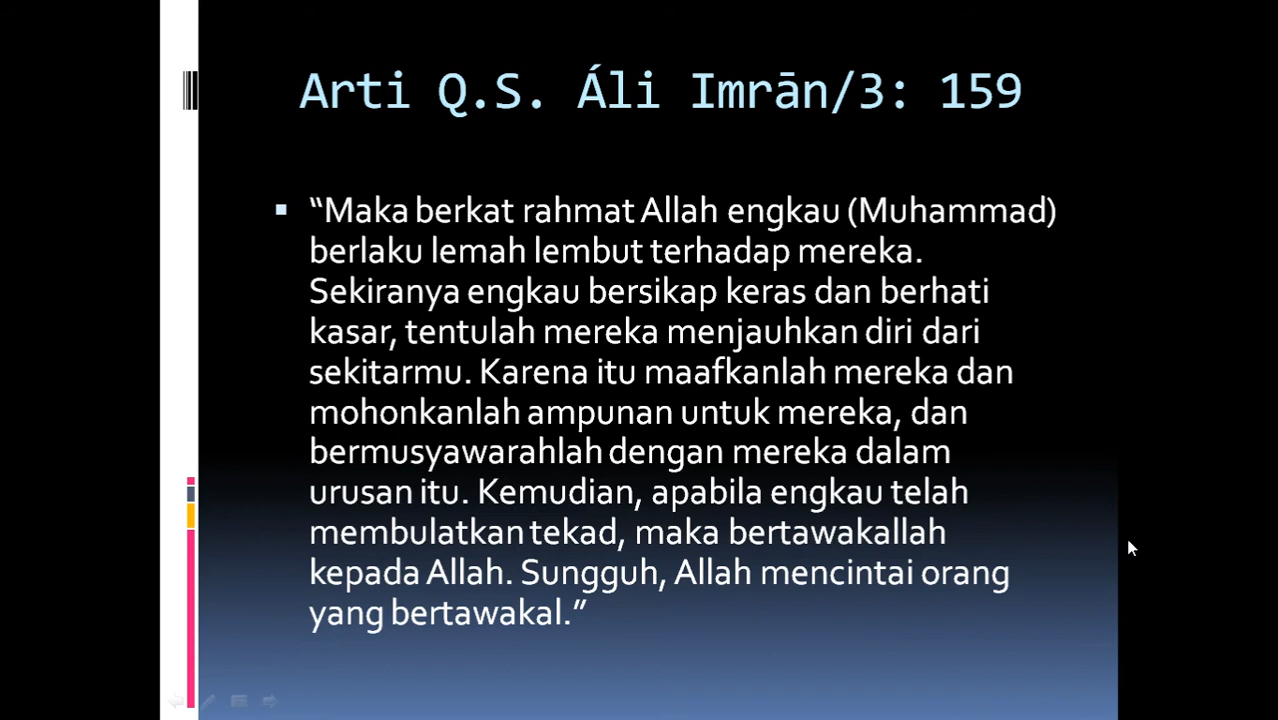 Arti Q.S. Áli Imrān/3: 159
“Maka berkat rahmat Allah engkau (Muhammad)
berlaku lemah lembut terhadap mereka.
Sekiranya engkau bersikap keras dan berhati
kasar, tentulah mereka menjauhkan diri dari
sekitarmu. Karena itu maafkanlah mereka dan
mohonkanlah ampunan untuk mereka, dan
bermusyawarahlah dengan mereka dalam
urusan itu. Kemudian, apabila engkau telah
membulatkan tekad, maka bertawakallah
kepada Allah. Sungguh, Allah mencintai orang
yang bertawakal.”